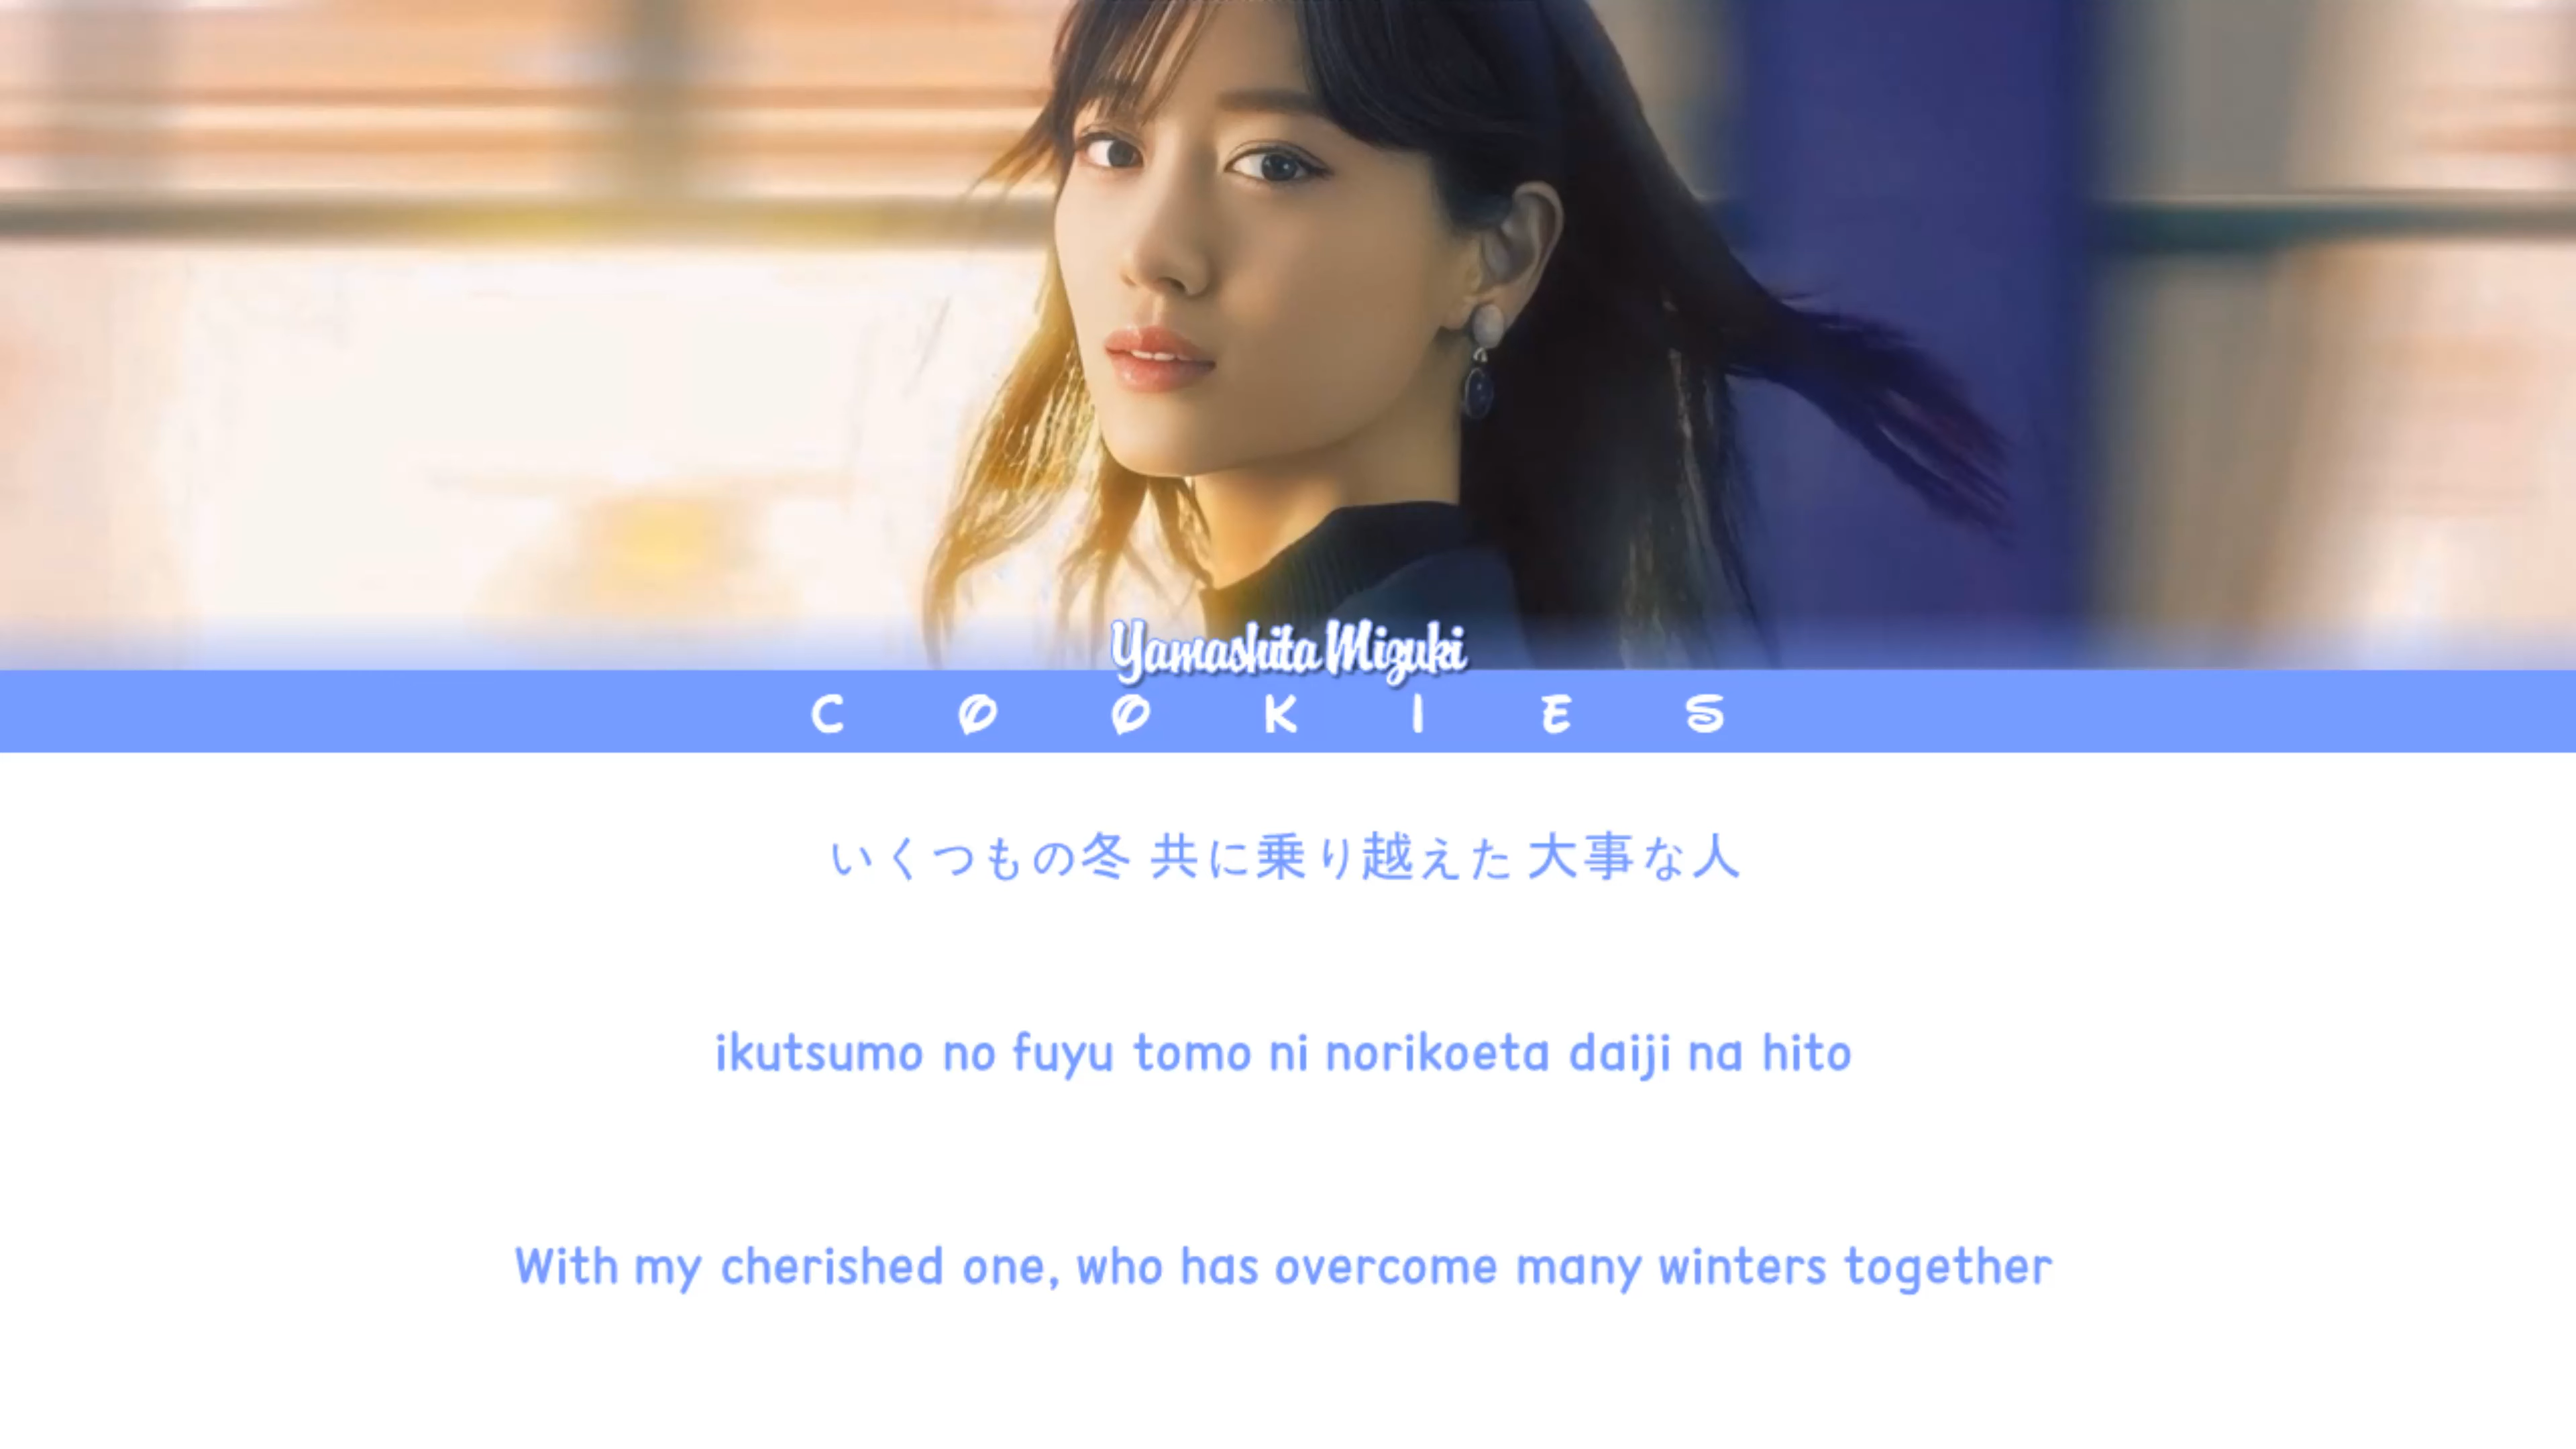 Yamashita Mizuki
COOKIES
いくつもの冬 共に乗り越えた 大事な人
ikutsumo no fuyu tomo ni norikoeta daiji na hito
With my cherished one, who has overcome many winters together